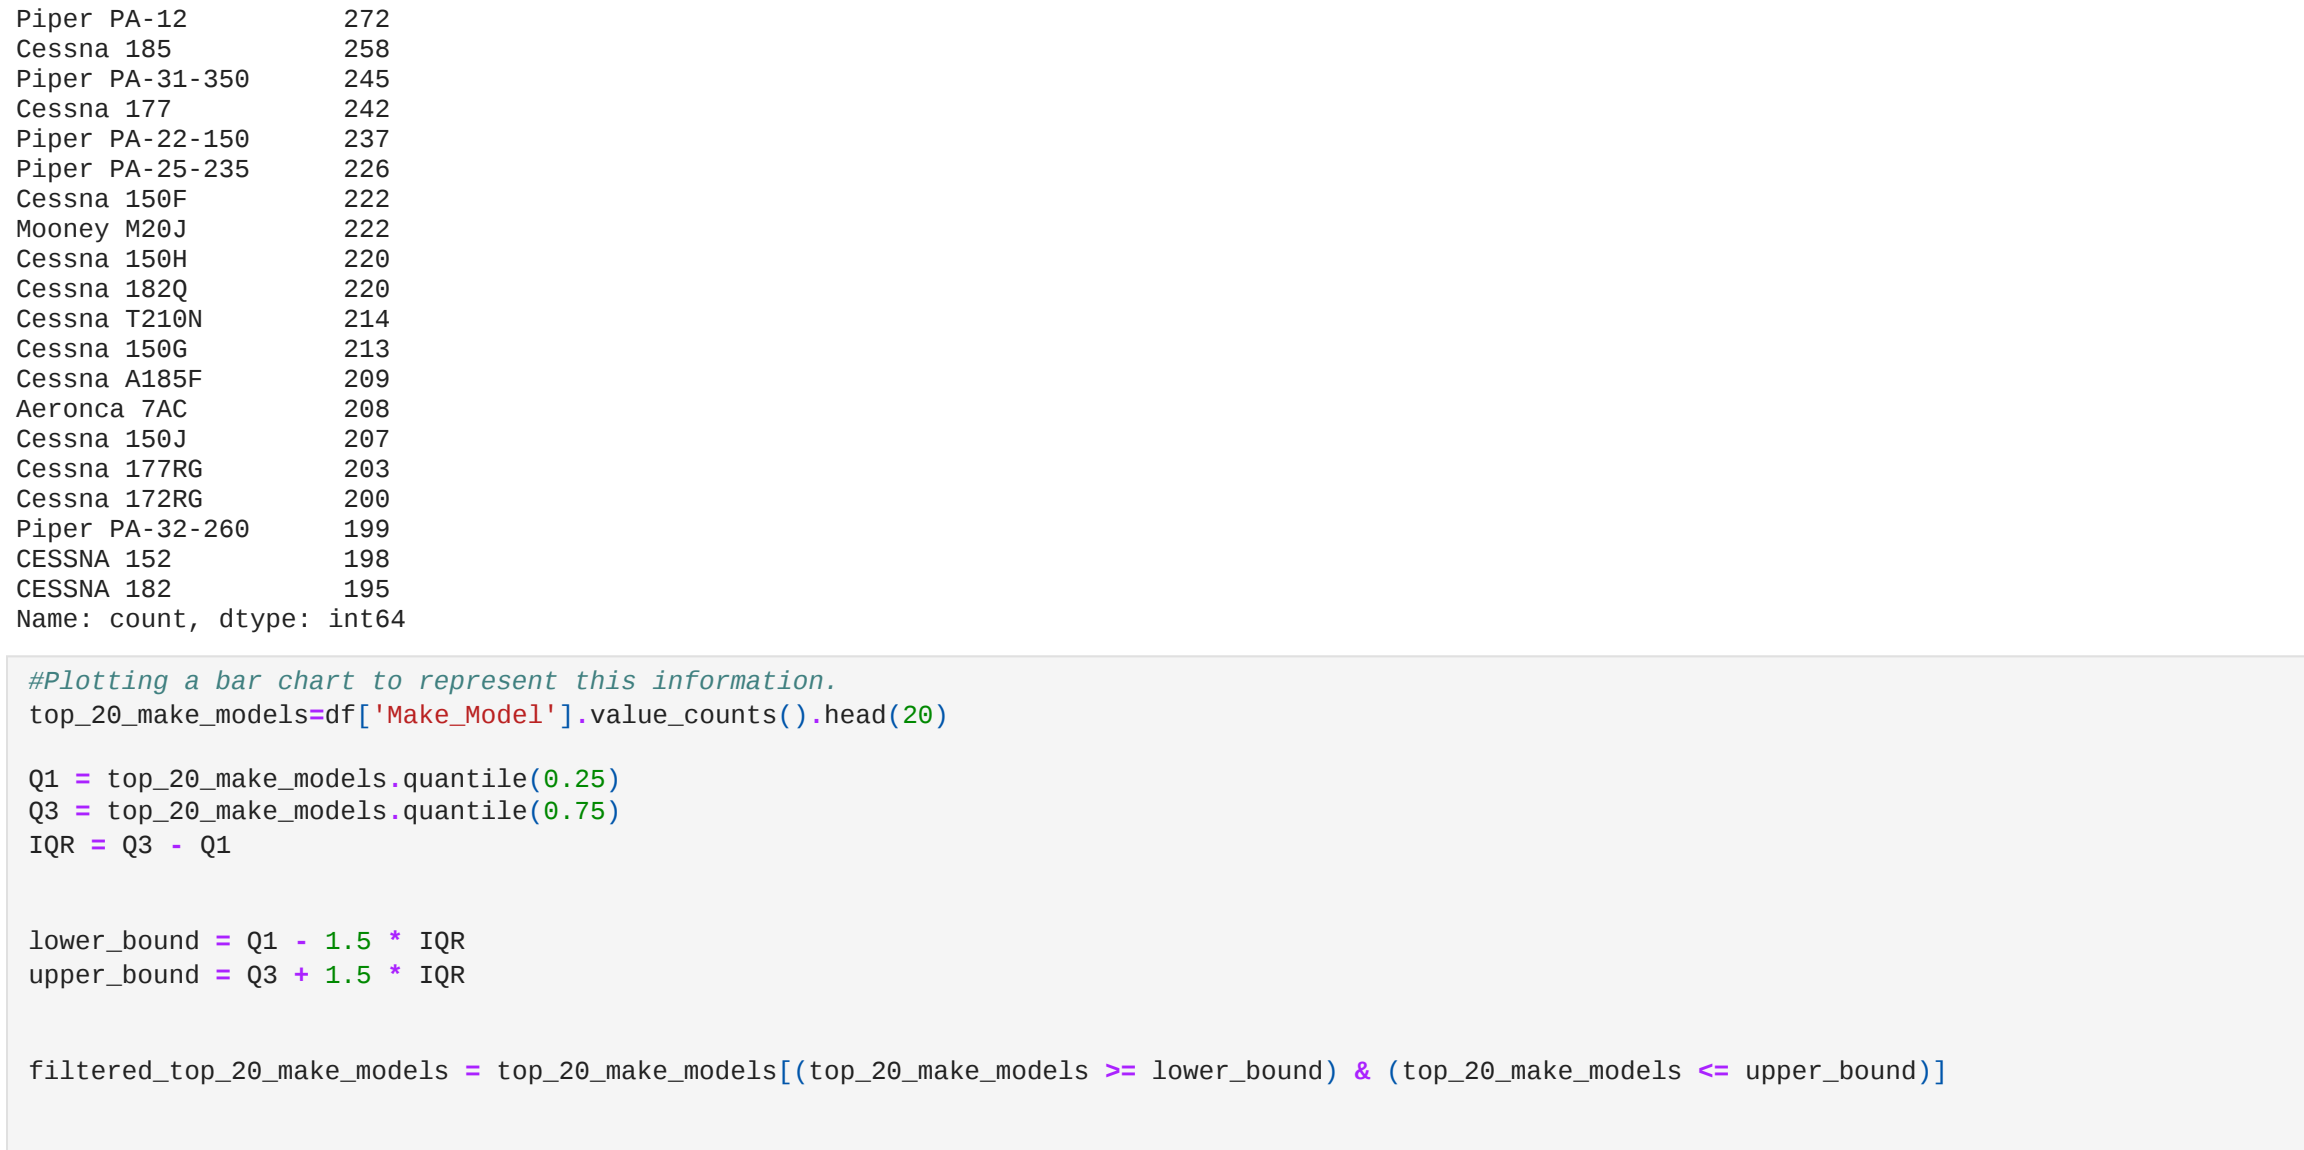 Piper PA-12          272
Cessna 185           258
Piper PA-31-350      245
Cessna 177           242
Piper PA-22-150      237
Piper PA-25-235      226
Cessna 150F          222
Mooney M20J          222
Cessna 150H          220
Cessna 182Q          220
Cessna T210N         214
Cessna 150G          213
Cessna A185F         209
Aeronca 7AC          208
Cessna 150J          207
Cessna 177RG         203
Cessna 172RG         200
Piper PA-32-260      199
CESSNA 152           198
CESSNA 182           195
Name: count, dtype: int64
#Plotting a bar chart to represent this information.
top_20_make_models=df['Make_Model'].value_counts().head(20)
Q1 = top_20_make_models.quantile(0.25)
Q3 = top_20_make_models.quantile(0.75)
IQR = Q3 - Q1
lower_bound = Q1 - 1.5 * IQR
upper_bound = Q3 + 1.5 * IQR
filtered_top_20_make_models = top_20_make_models[(top_20_make_models >= lower_bound) & (top_20_make_models <= upper_bound)]